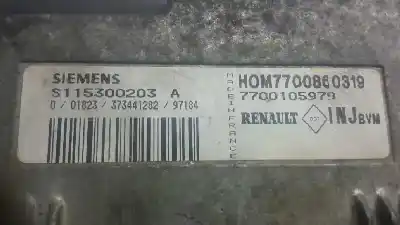 SIEMENS
S115300203 A
0 / 01823 / 373441282 / 97184
MADE IN FRANCE
HOM7700860319
7700105979
RENAULT INJ BVM